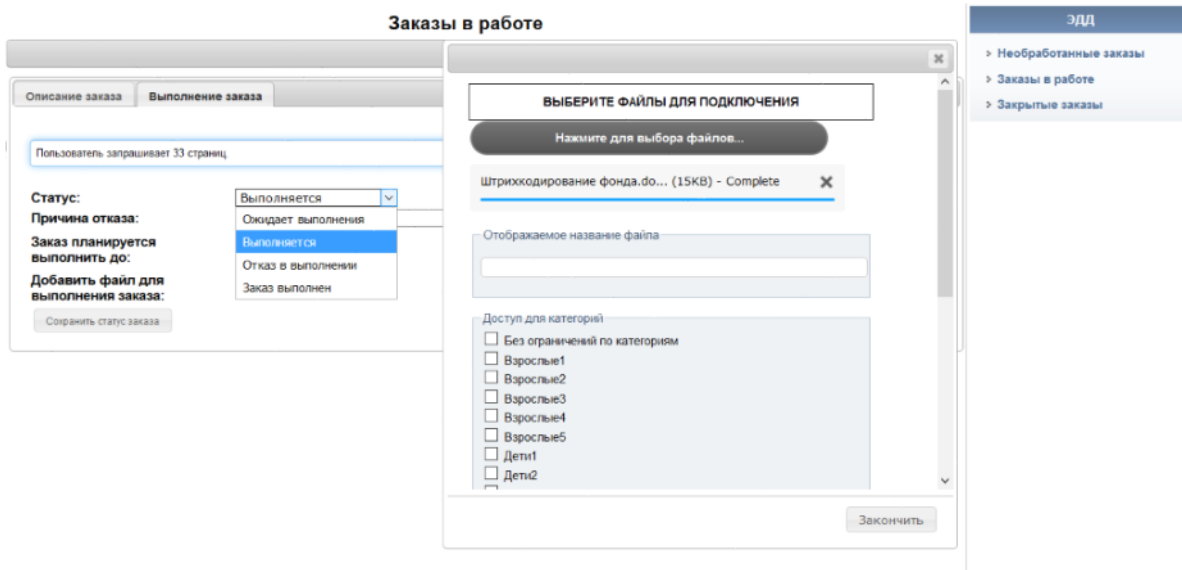 Заказы в работе
Описание заказа
Выполнение заказа
Пользователь запрашивает 33 страниц.
Статус:
Выполняется
Причина отказа:
Ожидает выполнения
Выполняется
Отказ в выполнении
Заказ выполнен
Заказ планируется
выполнить до:
Добавить файл для
выполнения заказа:
Сохранить статус заказа
ВЫБЕРИТЕ ФАЙЛЫ ДЛЯ ПОДКЛЮЧЕНИЯ
Нажмите для выбора файлов...
Штрихкодирование фонда.do... (15KB) - Complete
Отображаемое название файла
Доступ для категорий
Без ограничений по категориям
Взрослые1
Взрослые2
Взрослые3
Взрослые4
Взрослые5
Дети1
Дети2
Закончить
ЭДД
Необработанные заказы
Заказы в работе
Закрытые заказы